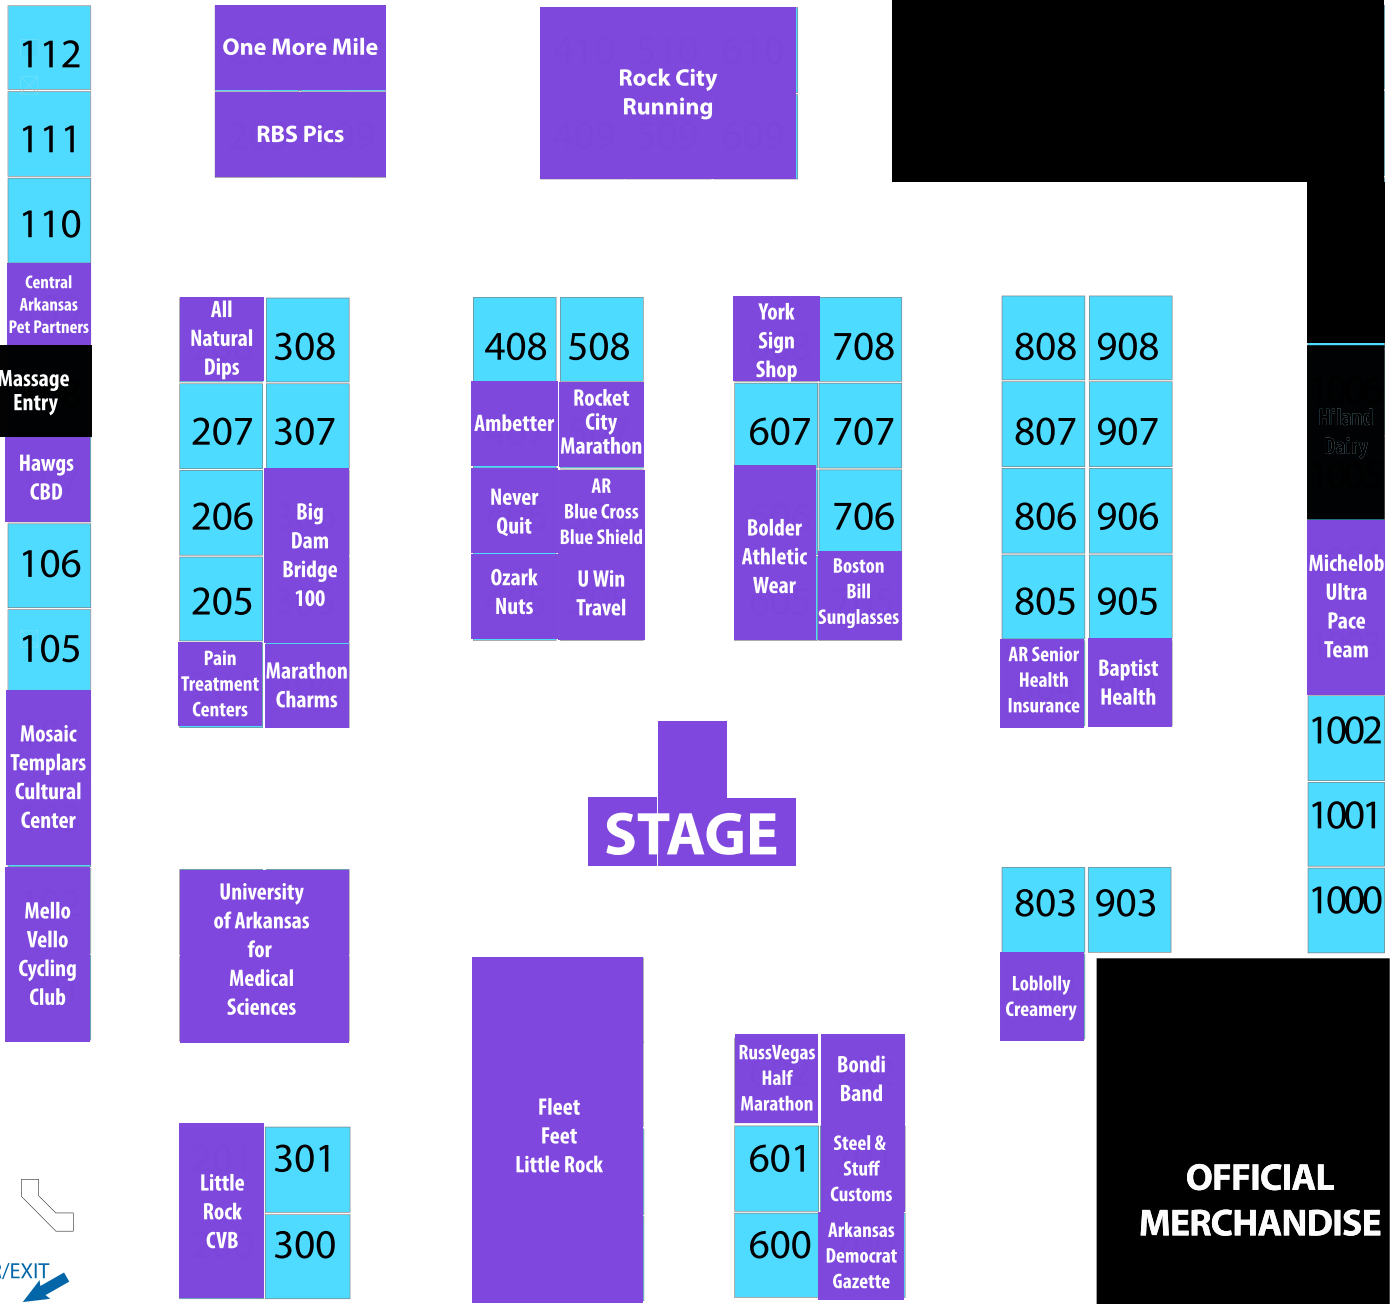 112
111
110
Central
Arkansas
Pet Partners
Massage
Entry
Hawgs
CBD
106
105
Mosaic
Templars
Cultural
Center
Mello
Vello
Cycling
Club
/EXIT
One More Mile
RBS Pics
Rock City
Running
All
Natural
Dips
308
207
307
206
205
Big
Dam
Bridge
100
Pain
Treatment
Centers
Marathon
Charms
University
of Arkansas
for
Medical
Sciences
Little
Rock
CVB
301
300
408
508
Ambetter
Rocket
City
Marathon
Never
Quit
AR
Blue Cross
Blue Shield
Ozark
Nuts
U Win
Travel
STAGE
Fleet
Feet
Little Rock
York
Sign
Shop
708
607
707
706
Bolder
Athletic
Wear
Boston
Bill
Sunglasses
RussVegas
Half
Marathon
Bondi
Band
601
Steel &
Stuff
Customs
600
Arkansas
Democrat
Gazette
808
908
807
907
806
906
805
905
AR Senior
Health
Insurance
Baptist
Health
803
903
Loblolly
Creamery
Hiland
Dairy
Michelob
Ultra
Pace
Team
1002
1001
1000
OFFICIAL
MERCHANDISE